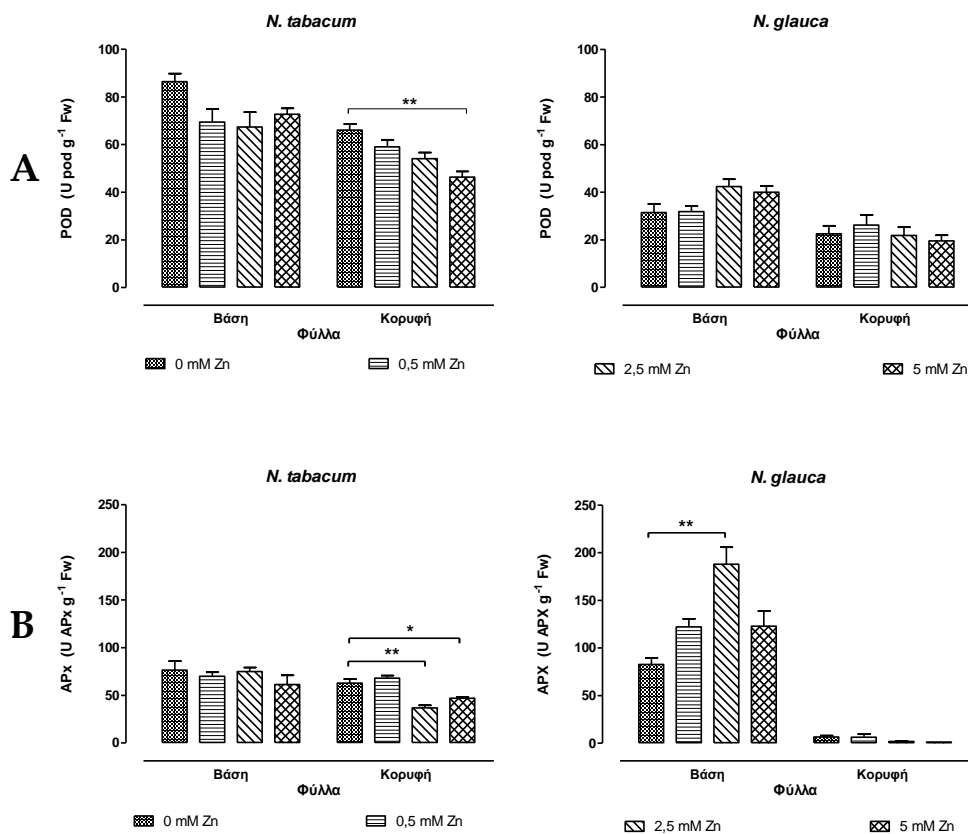 N. tabacum
N. glauca
A
POD (U pod g⁻¹ Fw)
100
80
60
40
20
0
**
Βάση
Κορυφή
Φύλλα
POD (U pod g⁻¹ Fw)
100
80
60
40
20
0
Βάση
Κορυφή
Φύλλα
0 mM Zn
0,5 mM Zn
2,5 mM Zn
5 mM Zn
N. tabacum
N. glauca
B
APx (U APx g⁻¹ Fw)
250
200
150
100
50
0
*
**
Βάση
Κορυφή
Φύλλα
APX (U APX g⁻¹ Fw)
250
200
150
100
50
0
**
Βάση
Κορυφή
Φύλλα
0 mM Zn
0,5 mM Zn
2,5 mM Zn
5 mM Zn